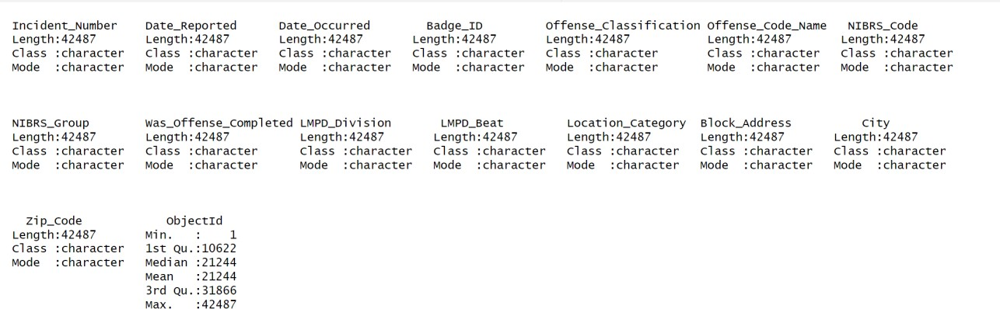 Incident_Number Date_Reported Date_Occurred Badge_ID Offense_Classification Offense_Code_Name NIBRS_Code
Length:42487 Length:42487 Length:42487 Length:42487 Length:42487 Length:42487 Length:42487
Class :character Class :character Class :character Class :character Class :character Class :character Class :character
Mode :character Mode :character Mode :character Mode :character Mode :character Mode :character Mode :character
NIBRS_Group Was_Offense_Completed LMPD_Division LMPD_Beat Location_Category Block_Address City
Length:42487 Length:42487 Length:42487 Length:42487 Length:42487 Length:42487 Length:42487
Class :character Class :character Class :character Class :character Class :character Class :character Class :character
Mode :character Mode :character Mode :character Mode :character Mode :character Mode :character Mode :character
Zip_Code ObjectId
Length:42487 Min. : 1
Class :character 1st Qu.:10622
Mode :character Median :21244
Mean :21244
3rd Qu.:31866
Max. :42487